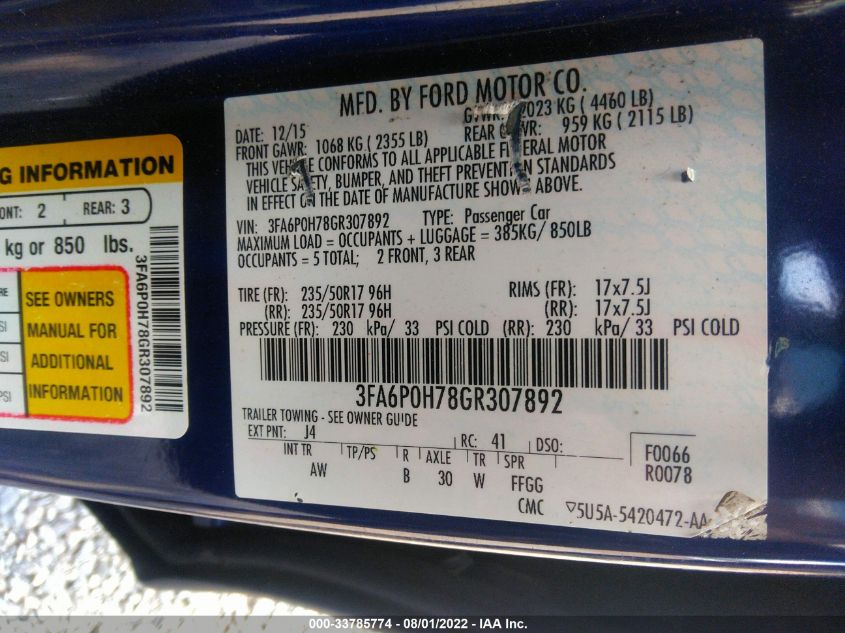 G INFORMATION
ONT: 2 REAR: 3
kg or 850 lbs.
SEE OWNERS
MANUAL FOR
ADDITIONAL
INFORMATION
3FA6P0H78GR307892
MFD. BY FORD MOTOR CO.
DATE: 12/15 GVWR: 2023 KG ( 4460 LB)
FRONT GAWR: 1068 KG ( 2355 LB) REAR GAWR: 959 KG ( 2115 LB)
THIS VEHICLE CONFORMS TO ALL APPLICABLE FEDERAL MOTOR
VEHICLE SAFETY, BUMPER, AND THEFT PREVENTION STANDARDS
IN EFFECT ON THE DATE OF MANUFACTURE SHOWN ABOVE.
VIN: 3FA6P0H78GR307892 TYPE: Passenger Car
MAXIMUM LOAD = OCCUPANTS + LUGGAGE = 385KG/ 850LB
OCCUPANTS = 5 TOTAL; 2 FRONT, 3 REAR
TIRE (FR): 235/50R17 96H RIMS (FR): 17x7.5J
(RR): 235/50R17 96H (RR): 17x7.5J
PRESSURE (FR): 230 kPa/ 33 PSI COLD (RR): 230 kPa/ 33 PSI COLD
3FA6P0H78GR307892
TRAILER TOWING - SEE OWNER GUIDE
EXT PNT: J4 RC: 41 DSO: F0066
INT TR TP/PS R AXLE TR SPR R0078
AW B 30 W FFGG
CMC ▽5U5A-5420472-AA
000-33785774 - 08/01/2022 - IAA Inc.